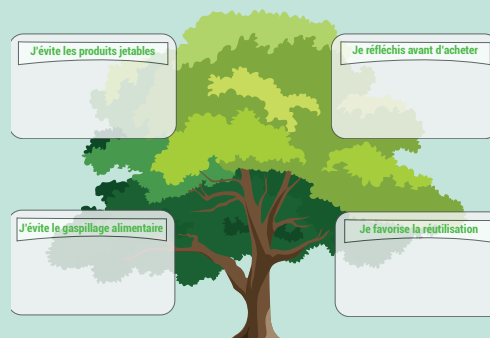 J'évite les produits jetables
Je réfléchis avant d'acheter
J'évite le gaspillage alimentaire
Je favorise la réutilisation